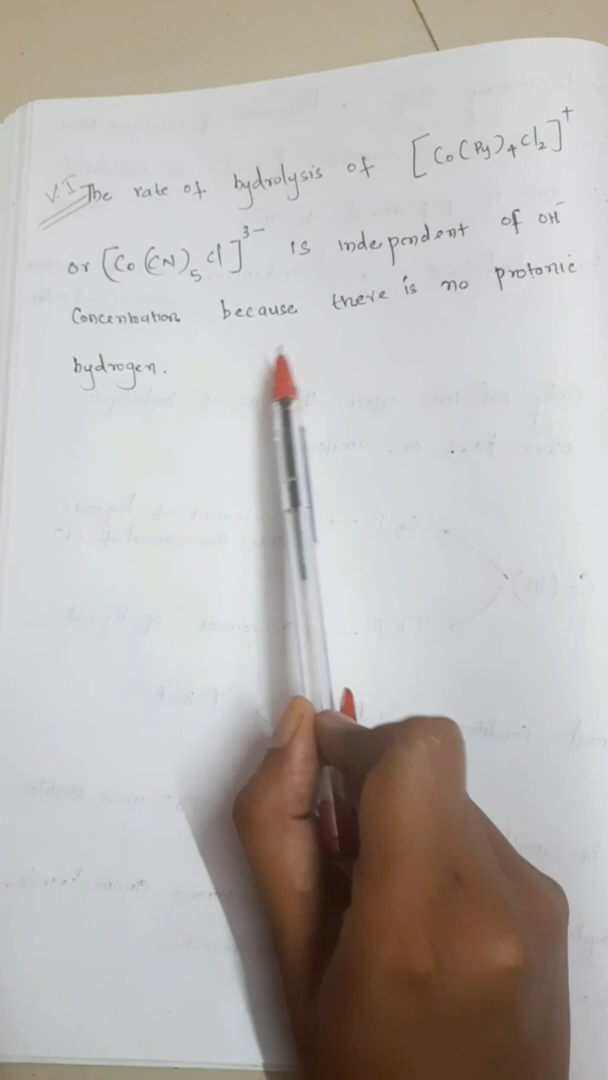 V.I The rate of hydrolysis of [Co(Py)₄Cl₂]⁺
or [Co(CN)₅Cl]³⁻ is independent of OH⁻
Concentration because there is no protonic
hydrogen.